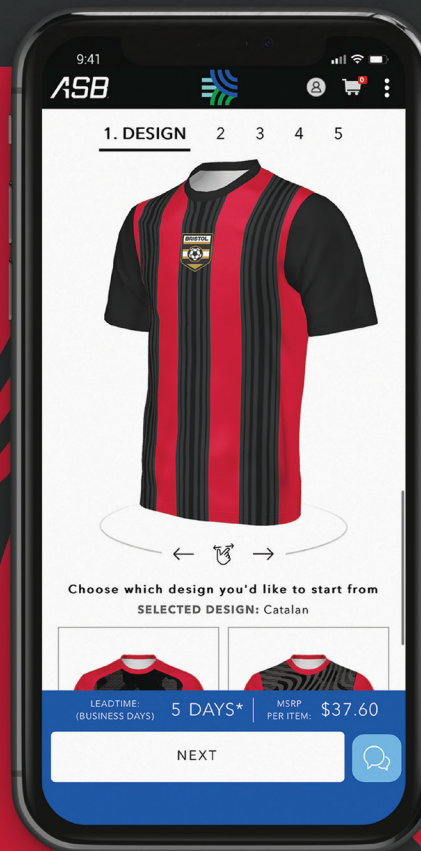 9:41
ASB
0
1. DESIGN 2 3 4 5
BRISTOL
Choose which design you'd like to start from
SELECTED DESIGN: Catalan
LEADTIME:
(BUSINESS DAYS)
5 DAYS*
MSRP
PER ITEM:
$37.60
NEXT